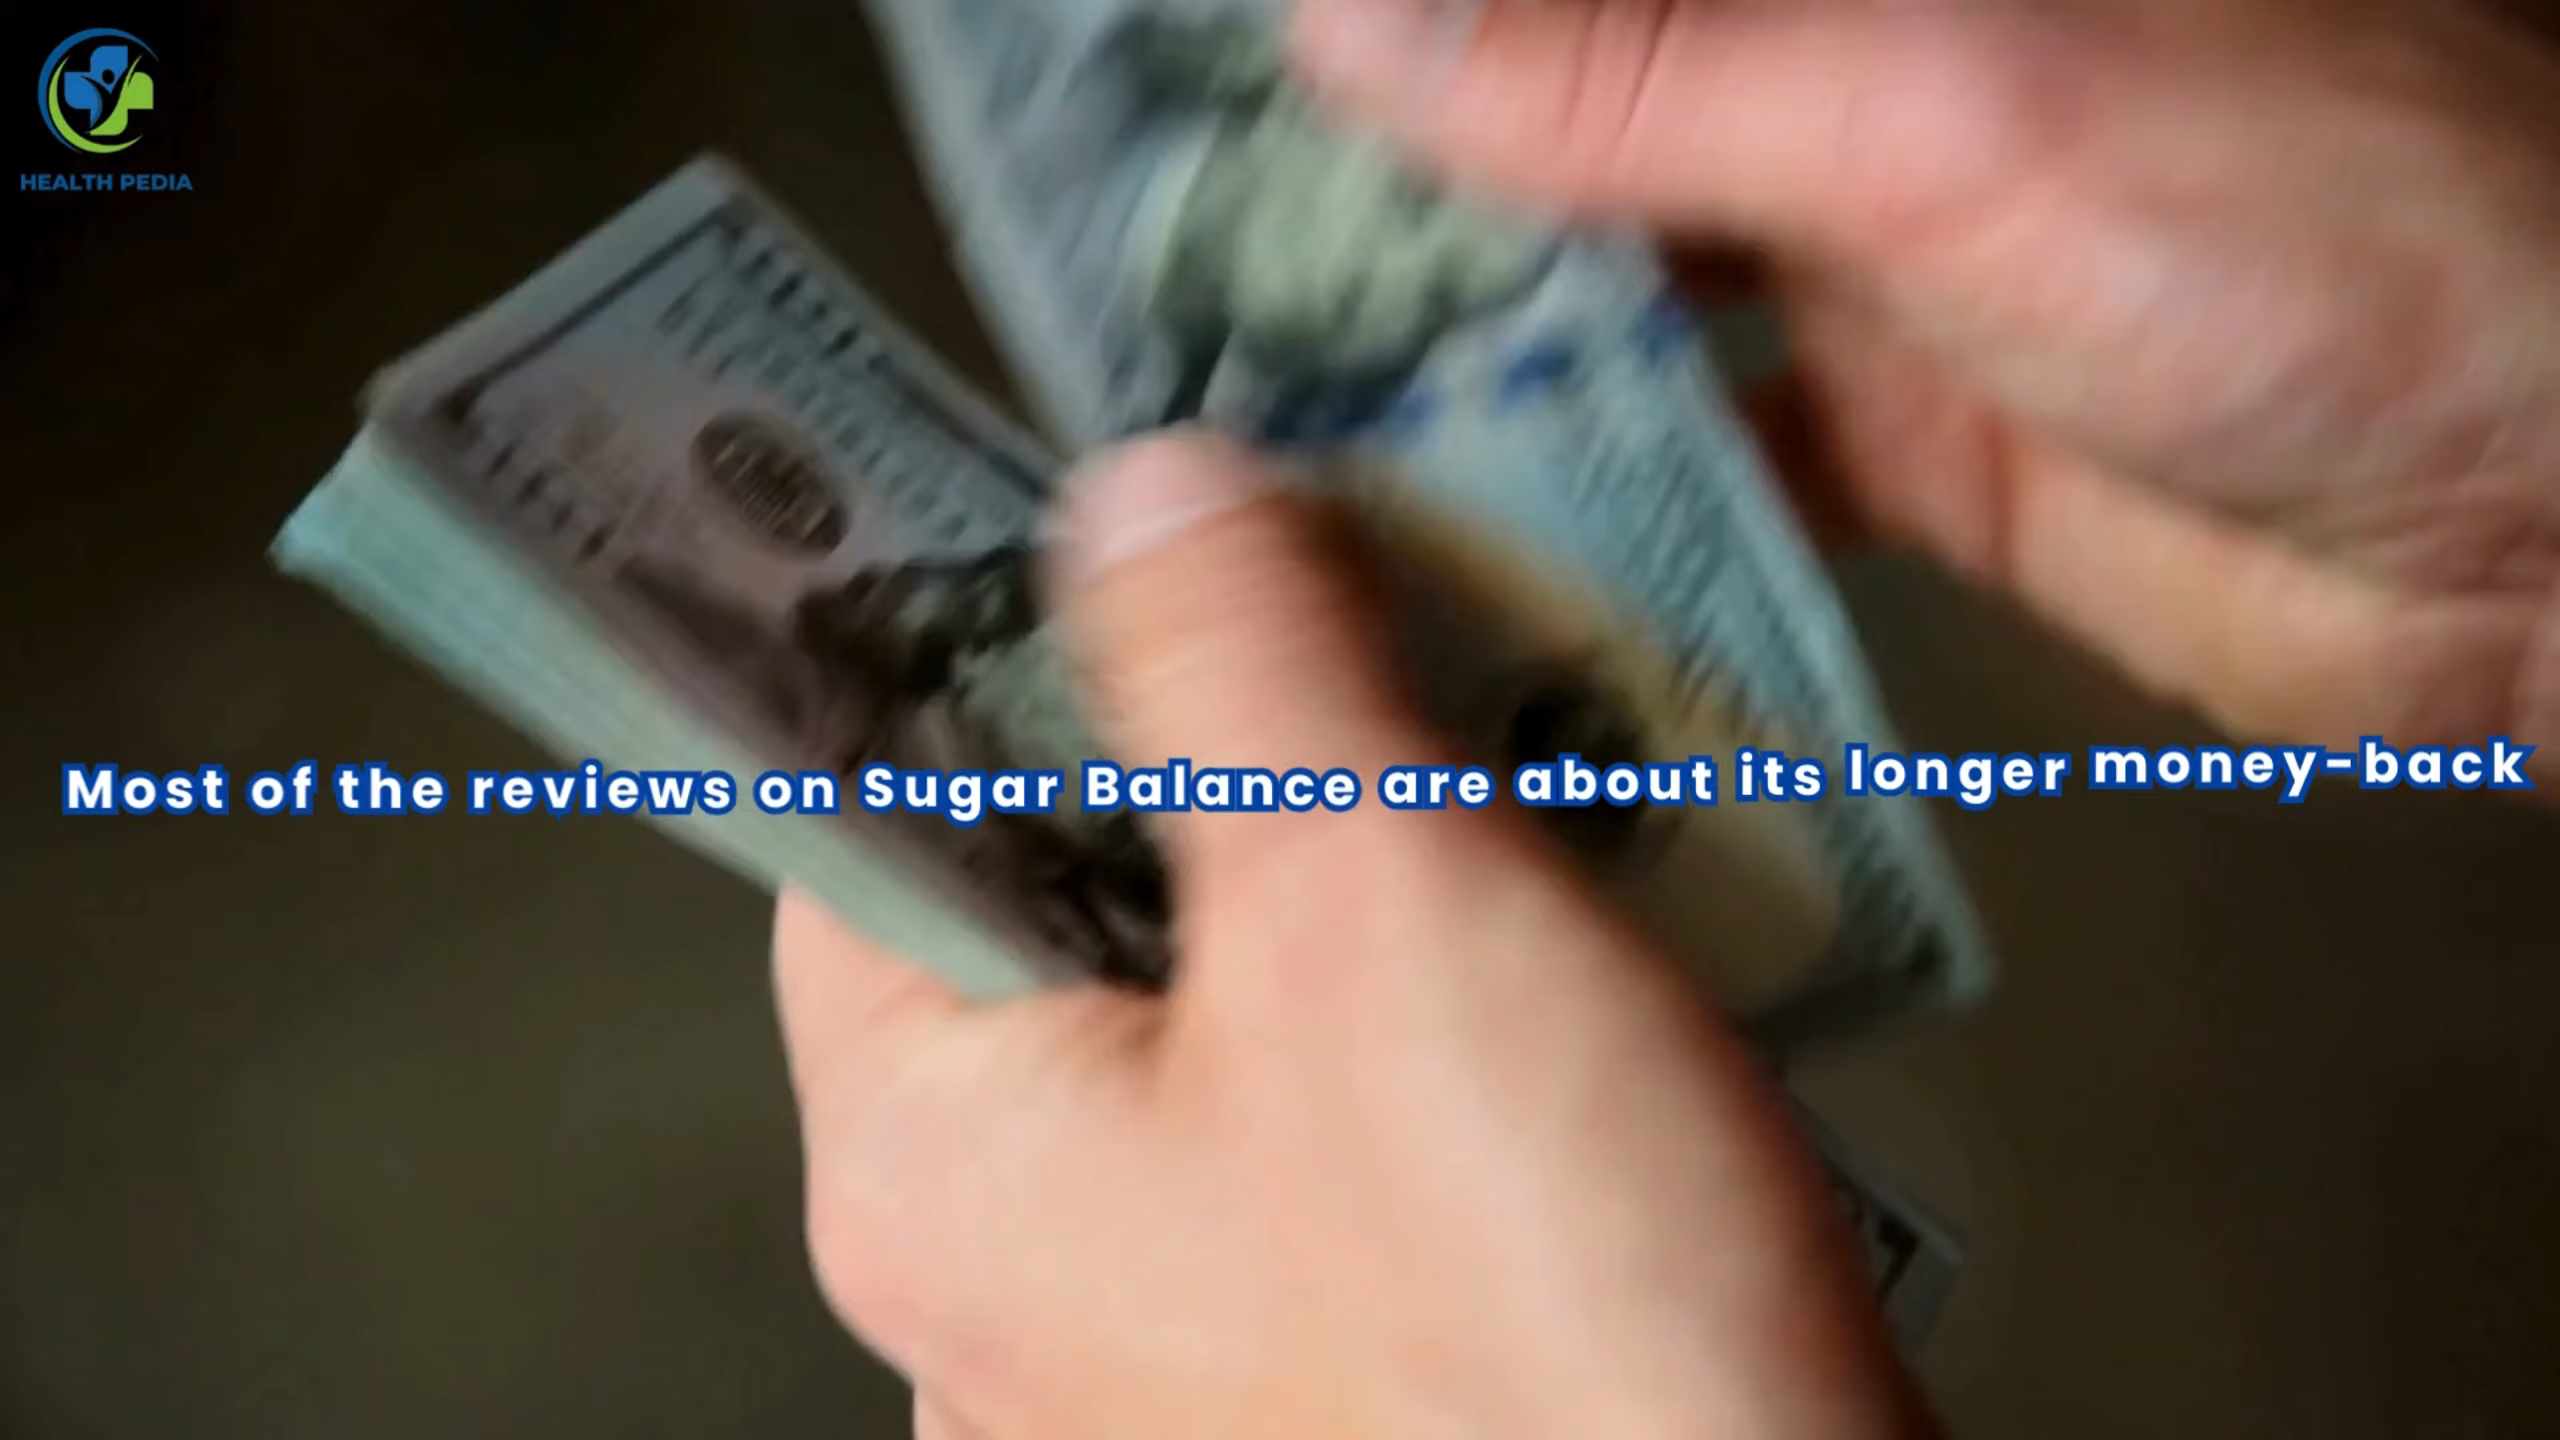 HEALTH PEDIA
Most of the reviews on Sugar Balance are about its longer money-back